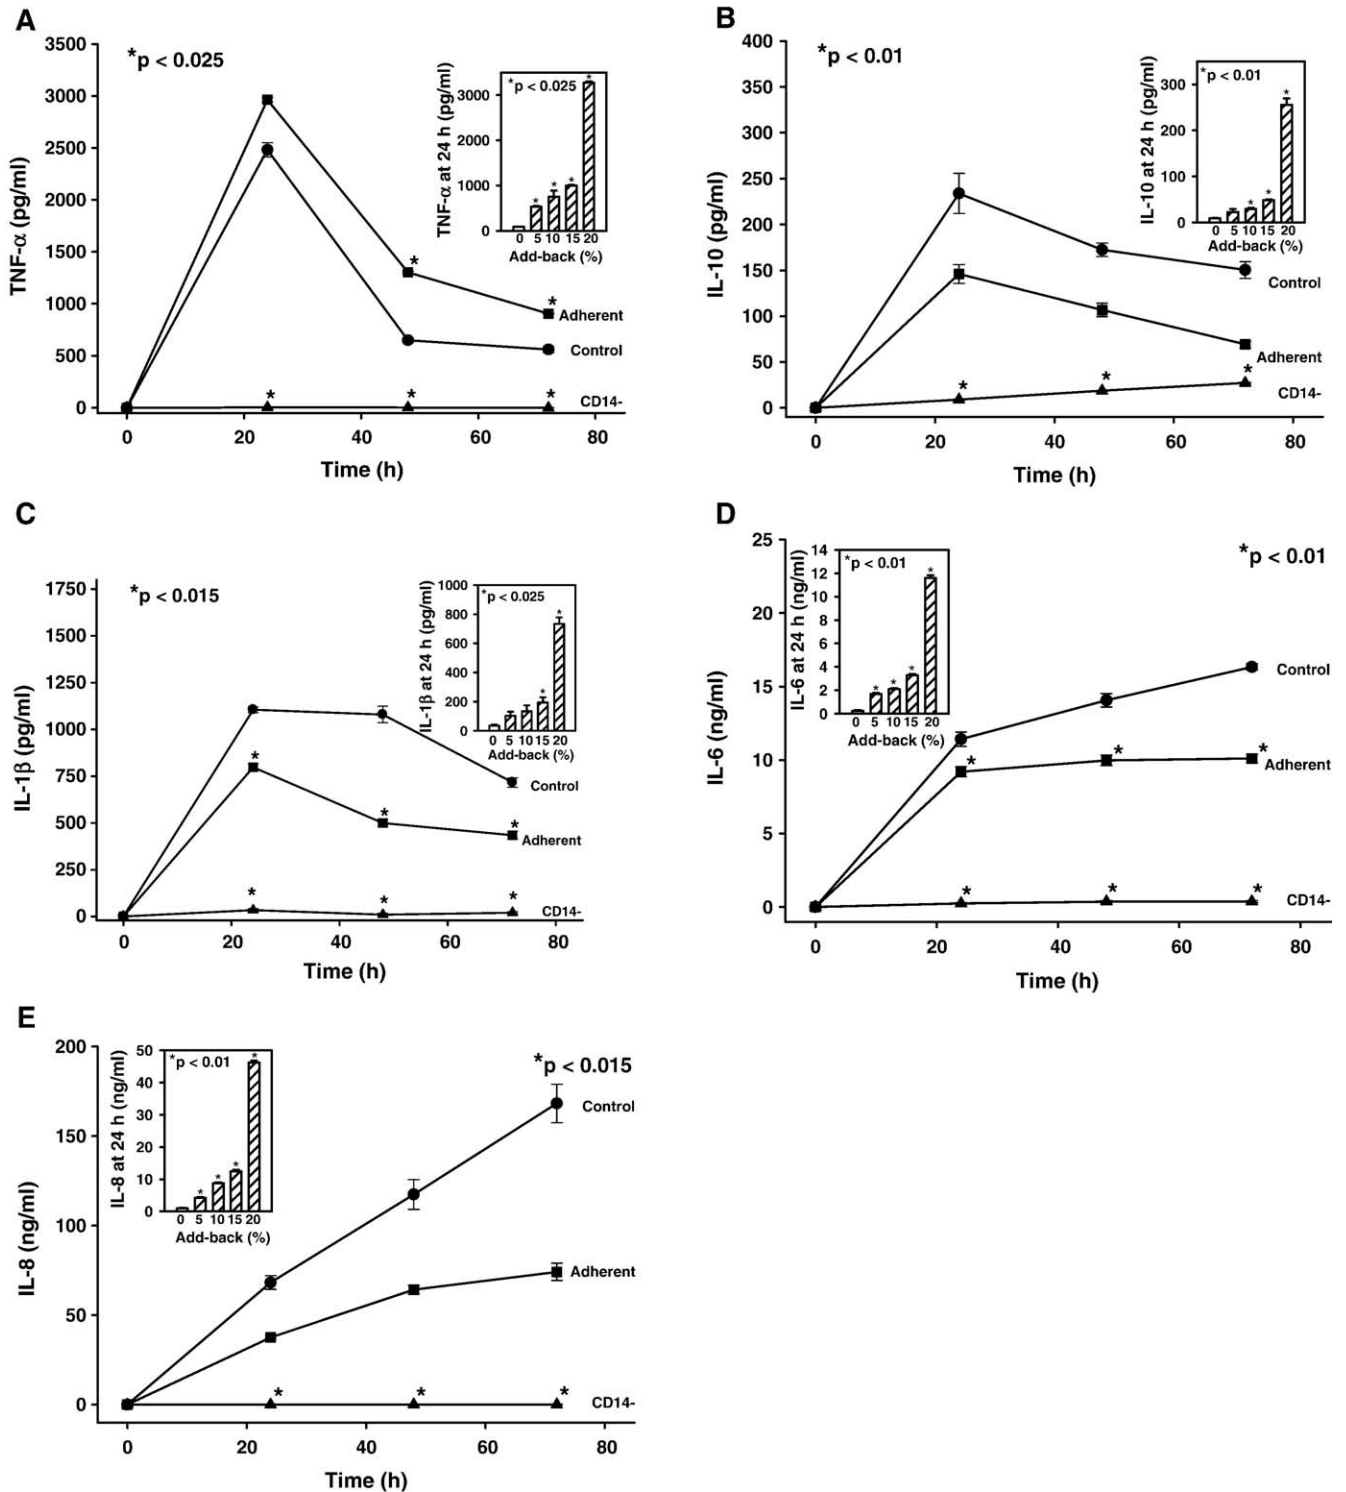 A
3500
3000
2500
2000
1500
1000
500
0
TNF-α (pg/ml)
*p < 0.025
0 20 40 60 80
Time (h)
Adherent
Control
CD14-
* * * * *
TNF-α at 24 h (pg/ml)
3000
2000
1000
0
*p < 0.025
* * * *
0 5 10 15 20
Add-back (%)
B
400
350
300
250
200
150
100
50
0
IL-10 (pg/ml)
*p < 0.01
0 20 40 60 80
Time (h)
Control
Adherent
CD14-
* * *
IL-10 at 24 h (pg/ml)
300
200
100
0
*p < 0.01
* * *
0 5 10 15 20
Add-back (%)
C
1750
1500
1250
1000
750
500
250
0
IL-1β (pg/ml)
*p < 0.015
0 20 40 60 80
Time (h)
Control
Adherent
CD14-
* * * * * *
IL-1β at 24 h (pg/ml)
1000
800
600
400
200
0
*p < 0.025
* *
0 5 10 15 20
Add-back (%)
D
25
20
15
10
5
0
IL-6 (ng/ml)
*p < 0.01
0 20 40 60 80
Time (h)
Control
Adherent
CD14-
* * * * * *
IL-6 at 24 h (ng/ml)
14
12
10
8
6
4
2
0
*p < 0.01
* * * *
0 5 10 15 20
Add-back (%)
E
200
150
100
50
0
IL-8 (ng/ml)
*p < 0.015
0 20 40 60 80
Time (h)
Control
Adherent
CD14-
* * *
IL-8 at 24 h (ng/ml)
50
40
30
20
10
0
*p < 0.01
* * * *
0 5 10 15 20
Add-back (%)